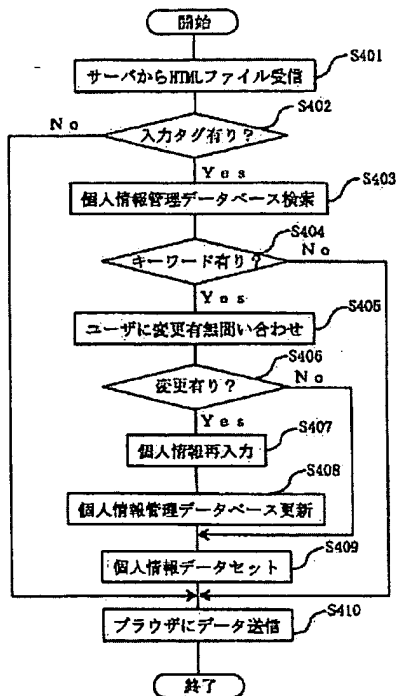 開始
S401
サーバからHTMLファイル受信
S402
No
入力タグ有り?
Yes
S403
個人情報管理データベース検索
S404
No
キーワード有り?
Yes
S405
ユーザに変更有無問い合わせ
S406
No
変更有り?
Yes
S407
個人情報再入力
S408
個人情報管理データベース更新
S409
個人情報データセット
S410
ブラウザにデータ送信
終了